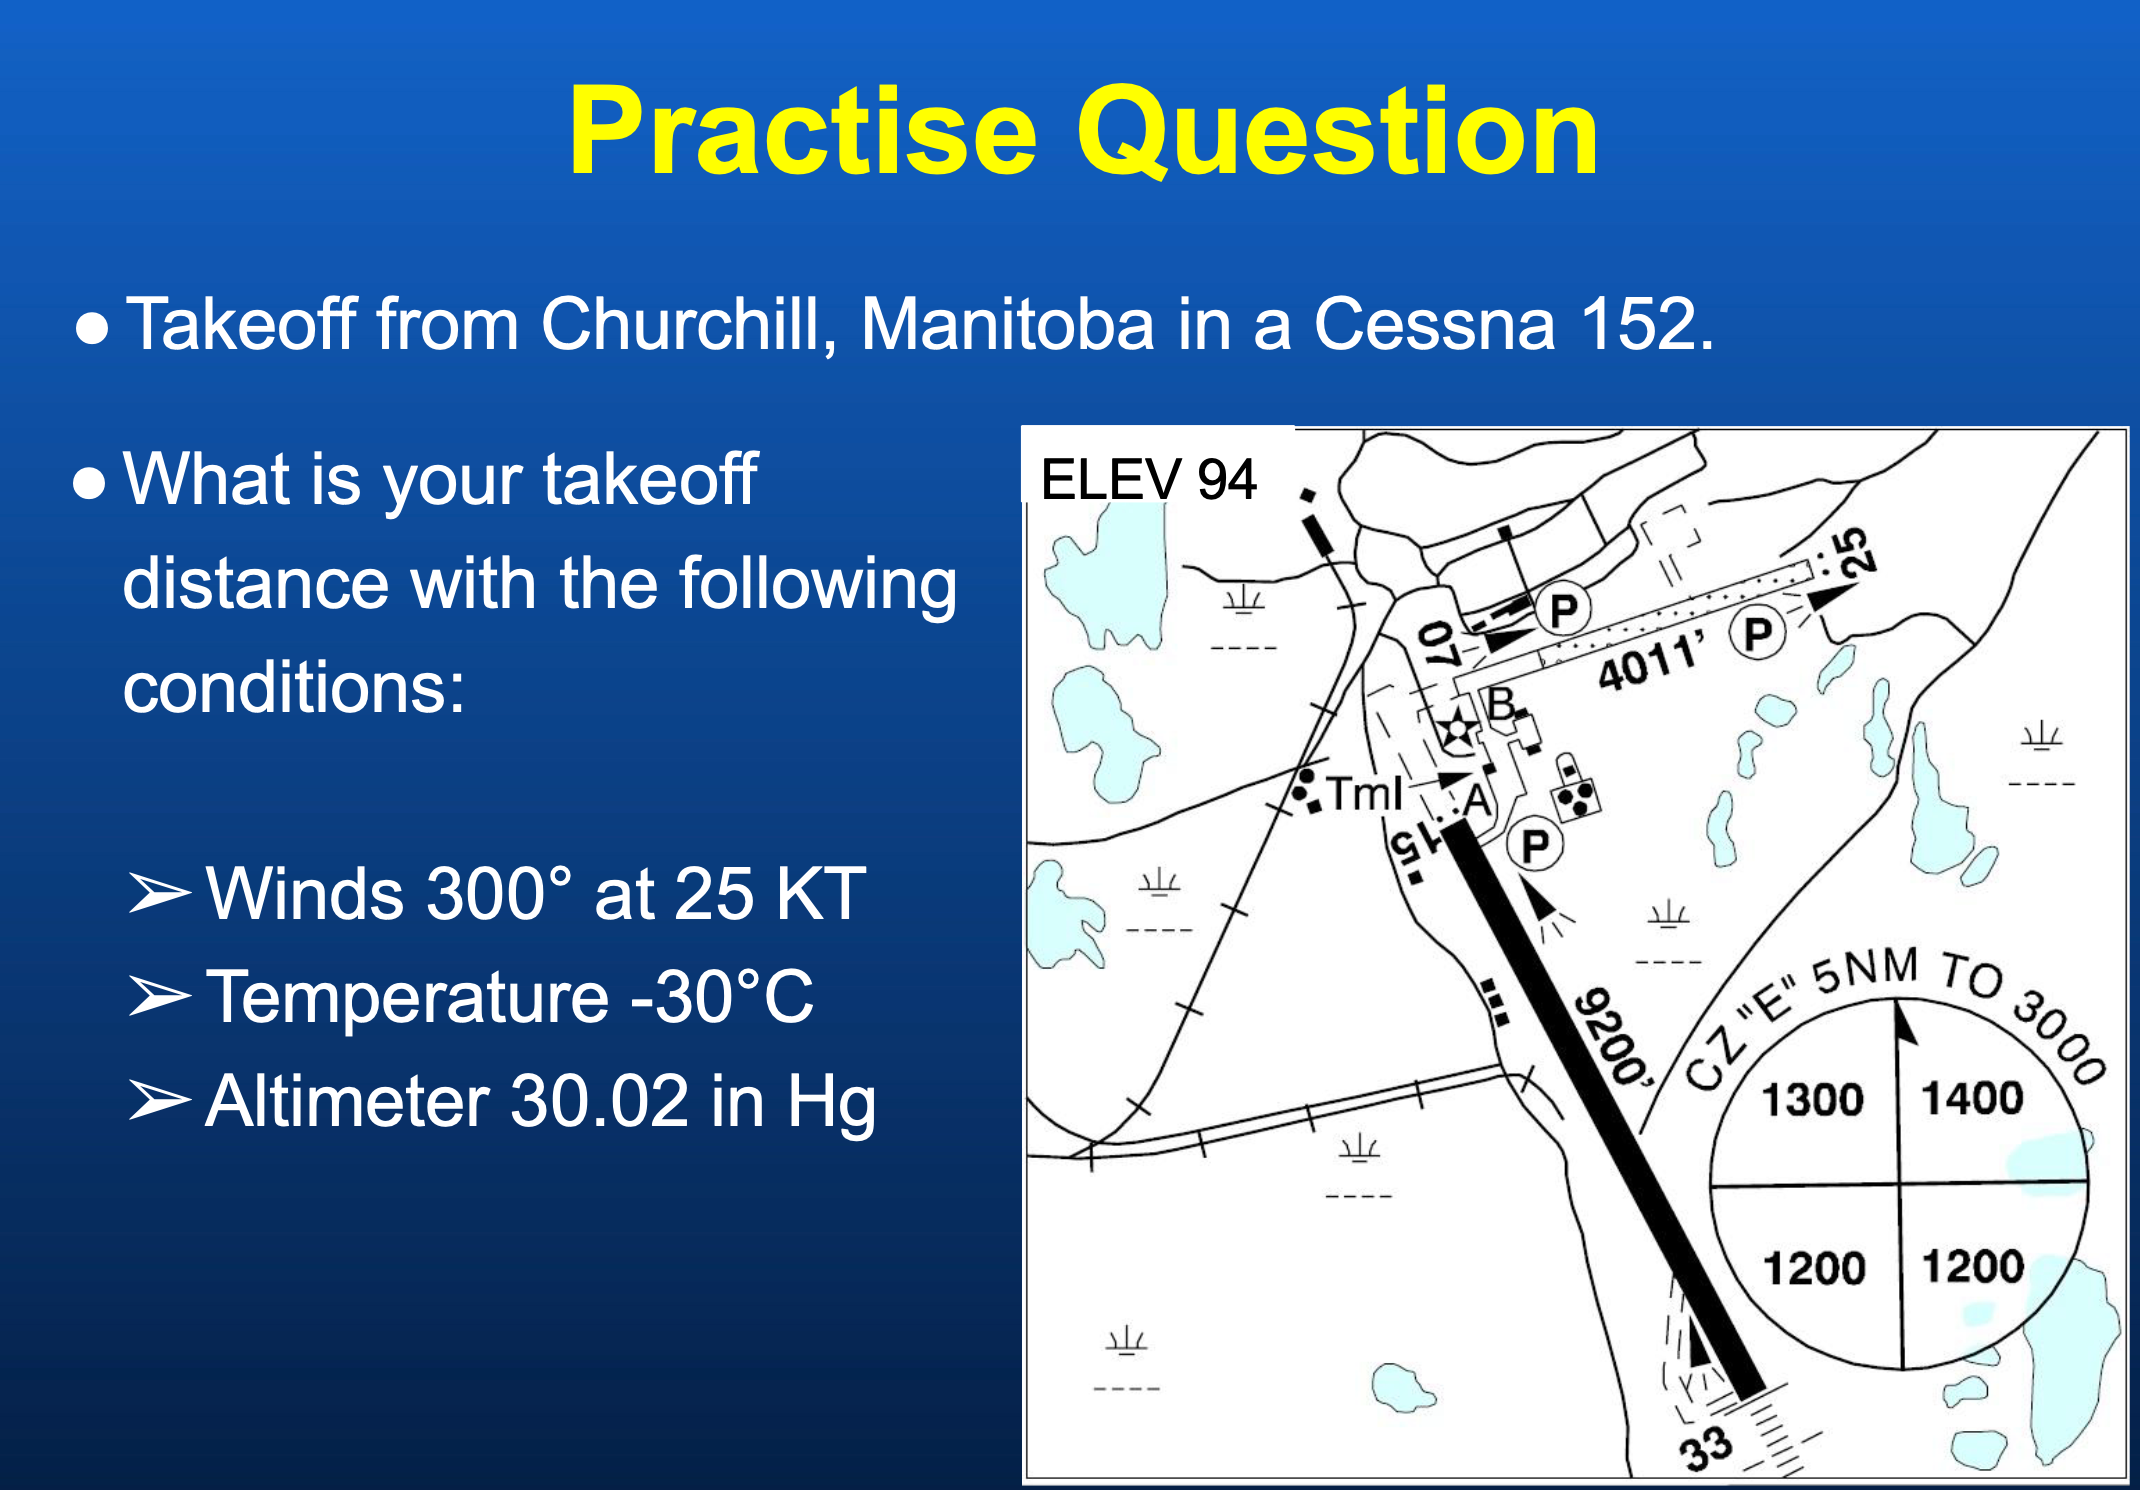 Practise Question
● Takeoff from Churchill, Manitoba in a Cessna 152.
● What is your takeoff
distance with the following
conditions:
➢ Winds 300° at 25 KT
➢ Temperature -30°C
➢ Altimeter 30.02 in Hg
ELEV 94
25
P
07
P
4011'
B
Tml
A
15
P
9200'
CZ "E" 5NM TO 3000
1300 1400
1200 1200
33